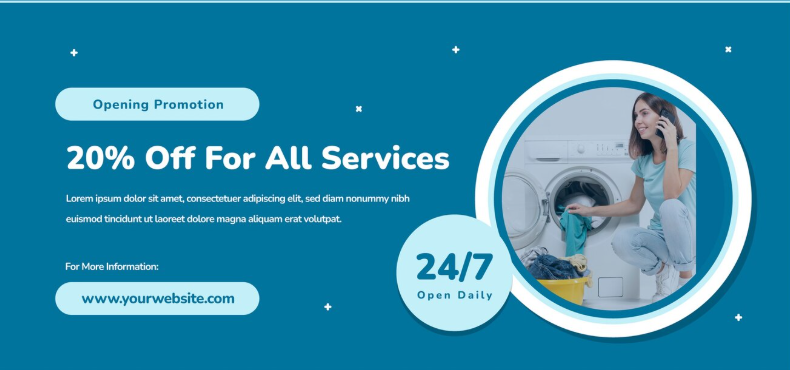 Opening Promotion
20% Off For All Services
Lorem ipsum dolor sit amet, consectetuer adipiscing elit, sed diam nonummy nibh
euismod tincidunt ut laoreet dolore magna aliquam erat volutpat.
For More Information:
www.yourwebsite.com
24/7
Open Daily